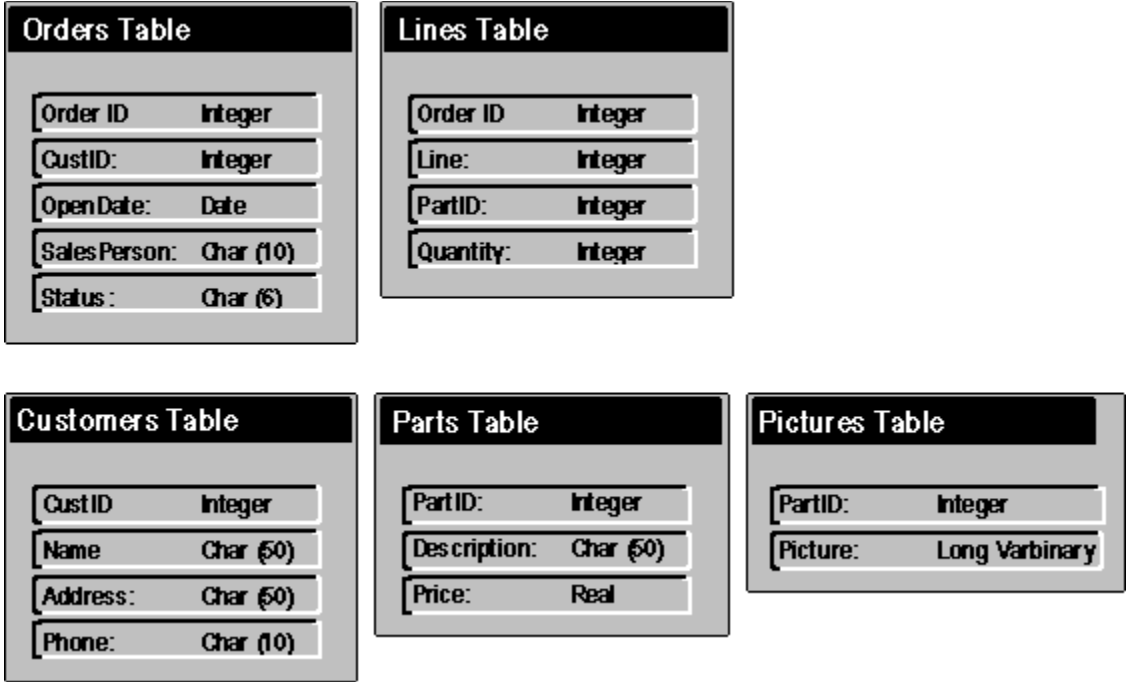 Orders Table
Order ID Integer
CustID: Integer
OpenDate: Date
SalesPerson: Char (10)
Status: Char (6)
Lines Table
Order ID Integer
Line: Integer
PartID: Integer
Quantity: Integer
Customers Table
CustID Integer
Name Char (50)
Address: Char (50)
Phone: Char (10)
Parts Table
PartID: Integer
Description: Char (50)
Price: Real
Pictures Table
PartID: Integer
Picture: Long Varbinary